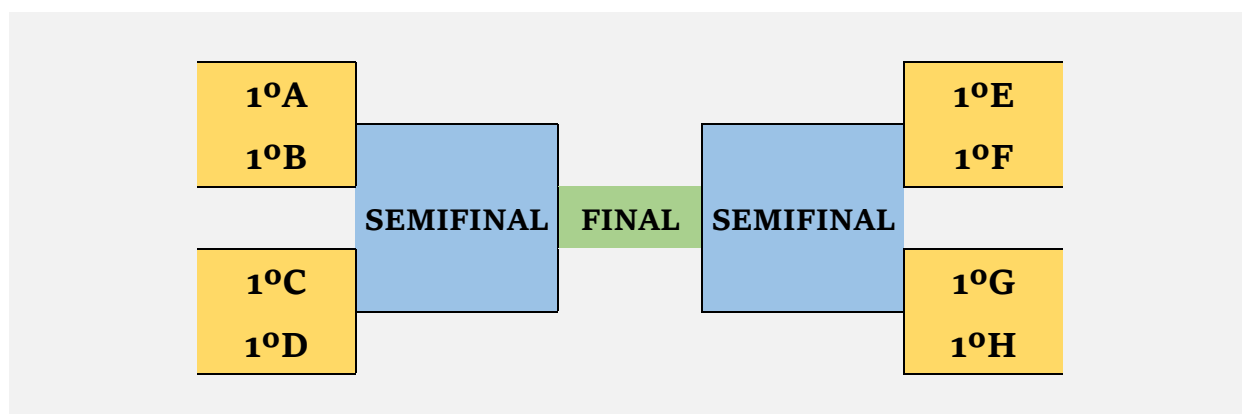 1ºA
1ºB
1ºC
1ºD
SEMIFINAL
FINAL
SEMIFINAL
1ºE
1ºF
1ºG
1ºH